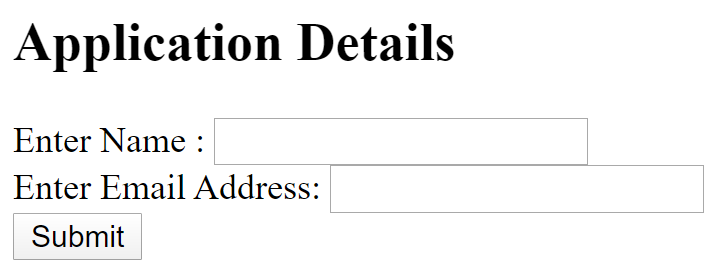 Application Details
Enter Name :
Enter Email Address:
Submit